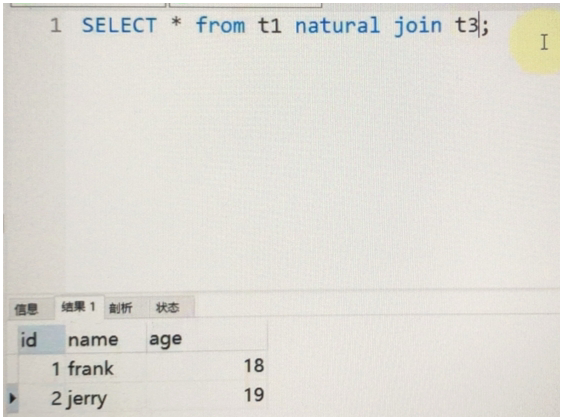 1 SELECT * from t1 natural join t3;
信息 结果 1 剖析 状态
id name age
1 frank 18
2 jerry 19